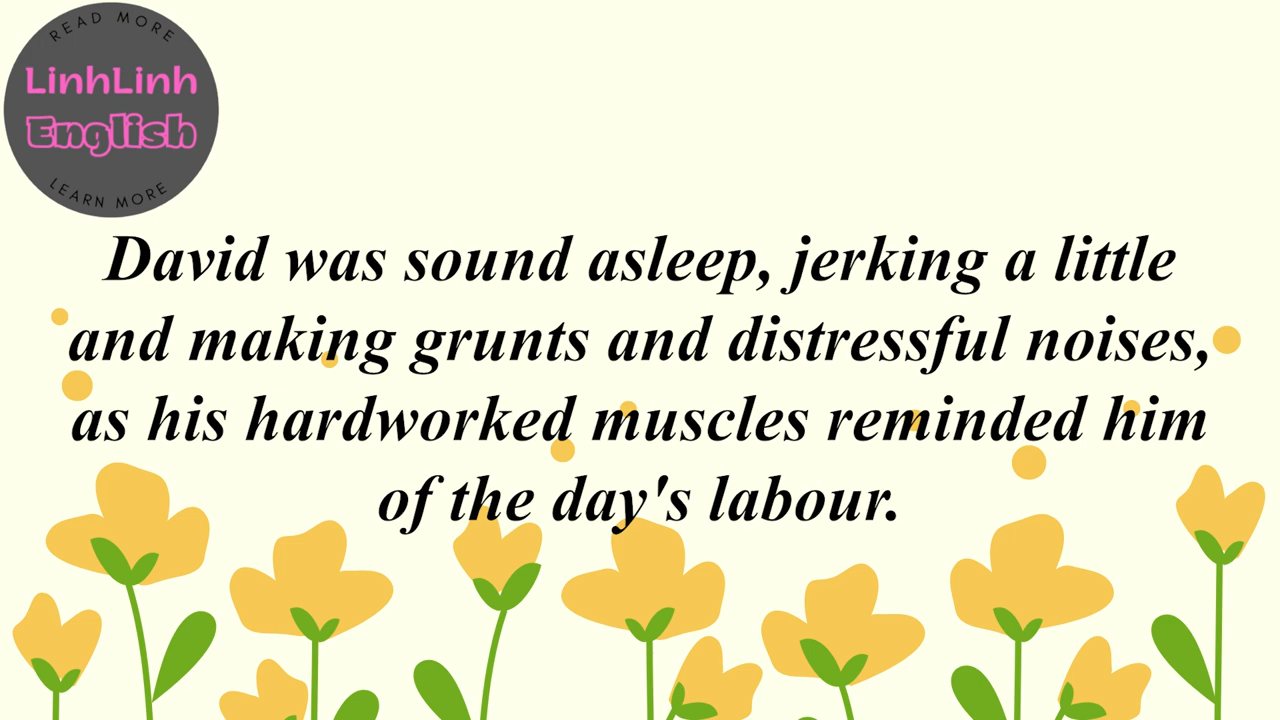 READ MORE
LinhLinh
English
LEARN MORE
David was sound asleep, jerking a little
and making grunts and distressful noises,
as his hardworked muscles reminded him
of the day's labour.